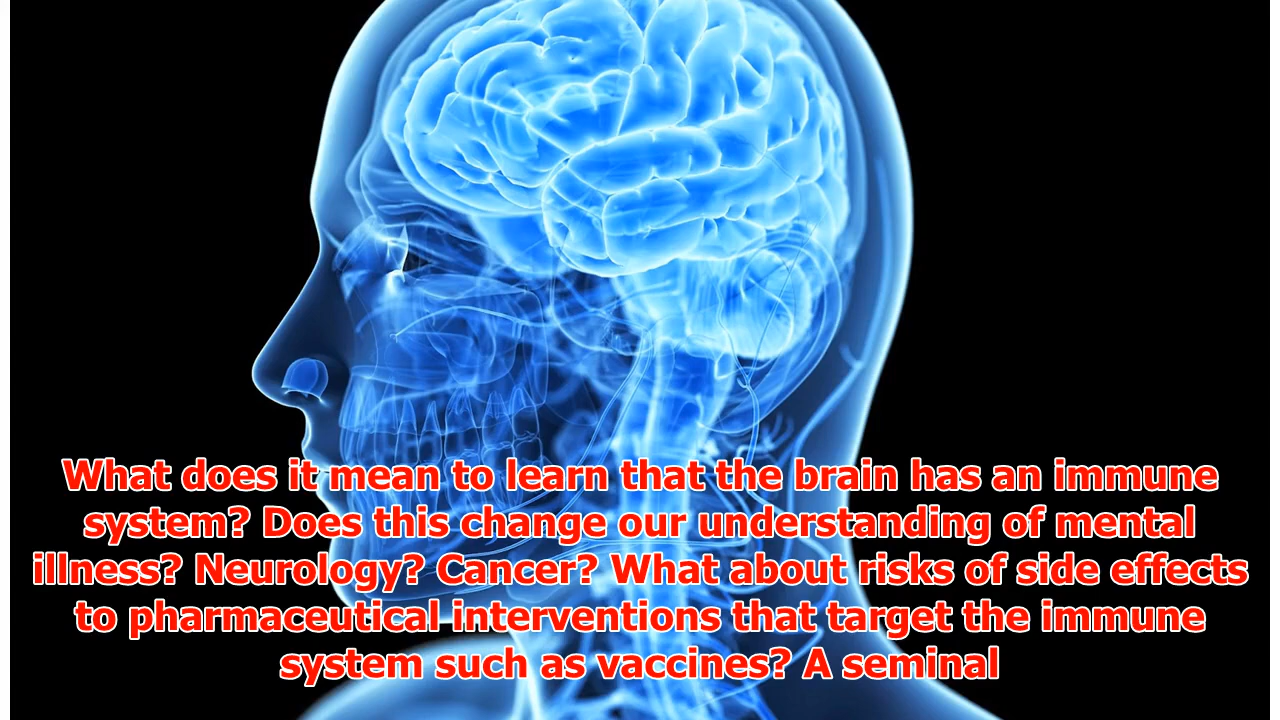 What does it mean to learn that the brain has an immune
system? Does this change our understanding of mental
illness? Neurology? Cancer? What about risks of side effects
to pharmaceutical interventions that target the immune
system such as vaccines? A seminal